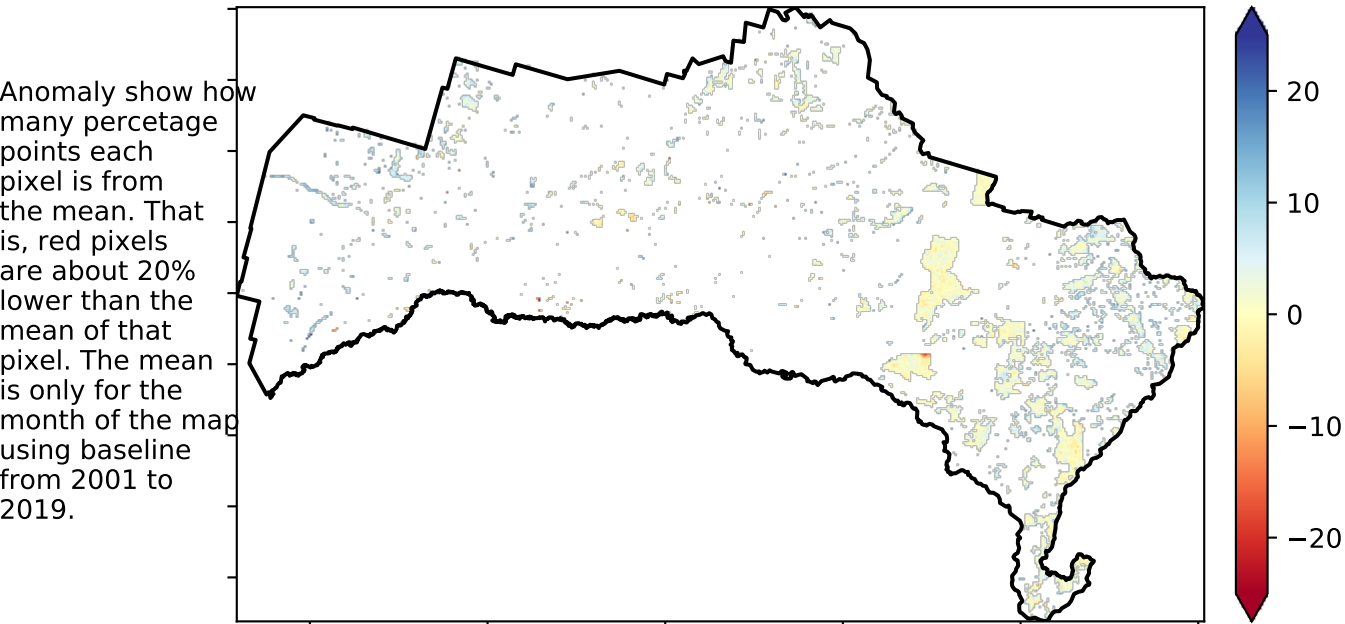 Anomaly show how
many percetage
points each
pixel is from
the mean. That
is, red pixels
are about 20%
lower than the
mean of that
pixel. The mean
is only for the
month of the map
using baseline
from 2001 to
2019.
20
10
0
−10
−20